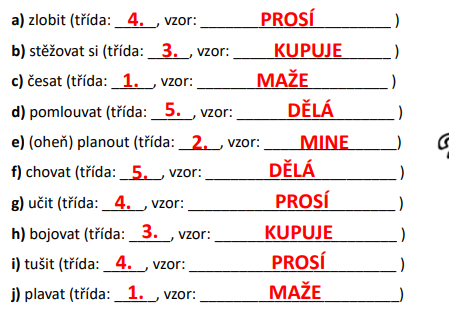 a) zlobit (třída: 4., vzor: PROSÍ )
b) stěžovat si (třída: 3., vzor: KUPUJE )
c) česat (třída: 1., vzor: MAŽE )
d) pomlouvat (třída: 5., vzor: DĚLÁ )
e) (oheň) planout (třída: 2., vzor: MINE )
f) chovat (třída: 5., vzor: DĚLÁ )
g) učit (třída: 4., vzor: PROSÍ )
h) bojovat (třída: 3., vzor: KUPUJE )
i) tušit (třída: 4., vzor: PROSÍ )
j) plavat (třída: 1., vzor: MAŽE )